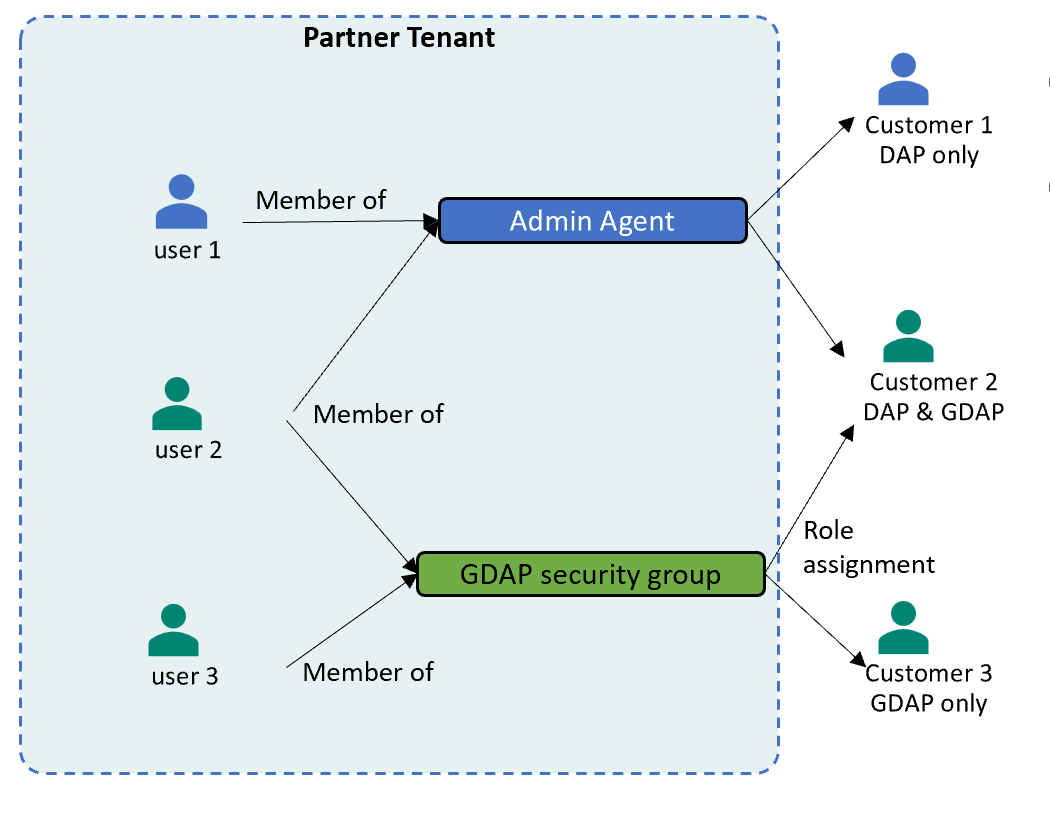 Partner Tenant
Customer 1
DAP only
Member of
Admin Agent
user 1
Customer 2
DAP & GDAP
Member of
user 2
Role
assignment
GDAP security group
Customer 3
GDAP only
Member of
user 3